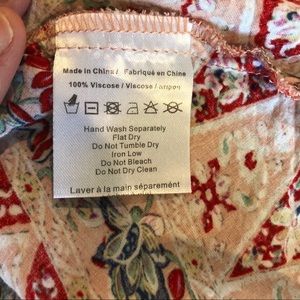 Made in China / Fabriqué en Chine
100% Viscose / Viscose /
Hand Wash Separately
Flat Dry
Do Not Tumble Dry
Iron Low
Do Not Bleach
Do Not Dry Clean
Laver à la main séparément